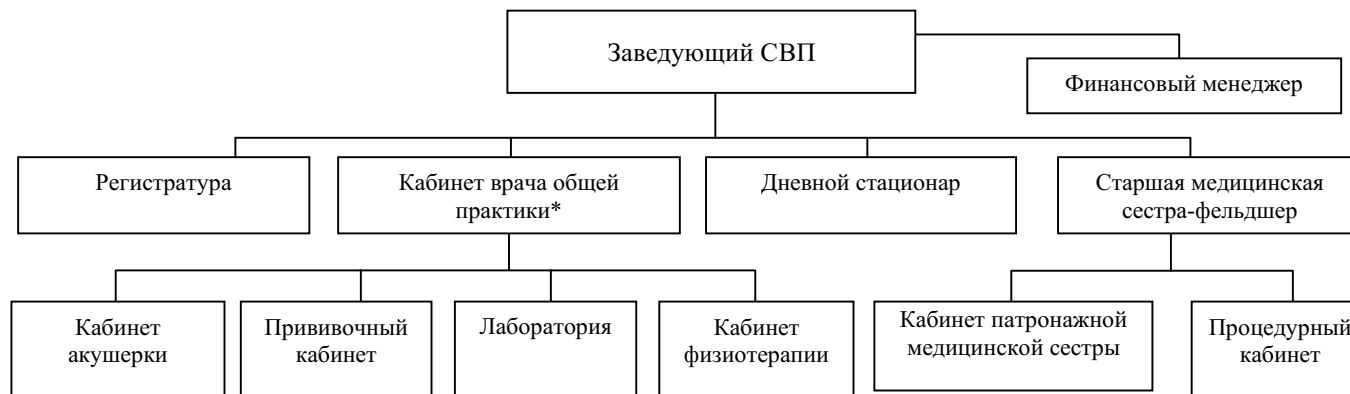 Заведующий СВП
Финансовый менеджер
Регистратура
Кабинет врача общей
практики*
Дневной стационар
Старшая медицинская
сестра-фельдшер
Кабинет
акушерки
Прививочный
кабинет
Лаборатория
Кабинет
физиотерапии
Кабинет патронажной
медицинской сестры
Процедурный
кабинет